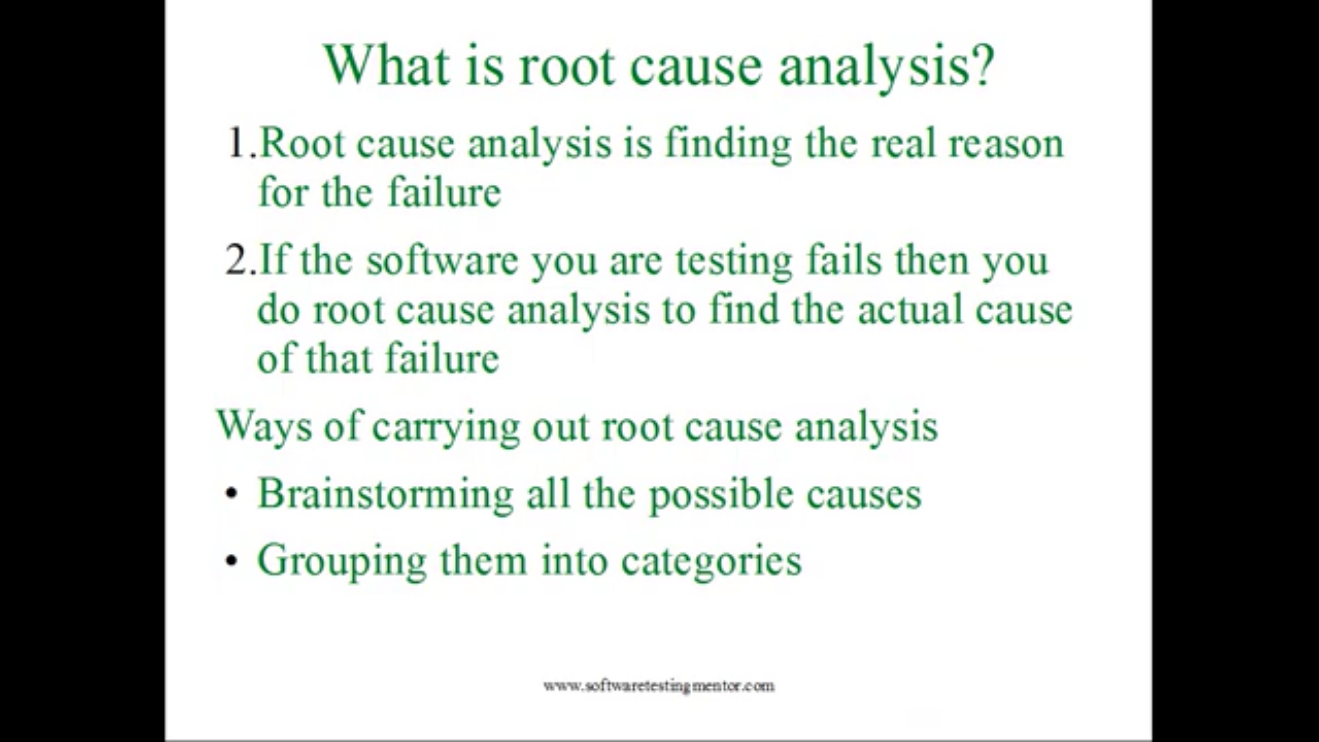 What is root cause analysis?
1.Root cause analysis is finding the real reason
for the failure
2.If the software you are testing fails then you
do root cause analysis to find the actual cause
of that failure
Ways of carrying out root cause analysis
• Brainstorming all the possible causes
• Grouping them into categories
www.softwaretestingmentor.com